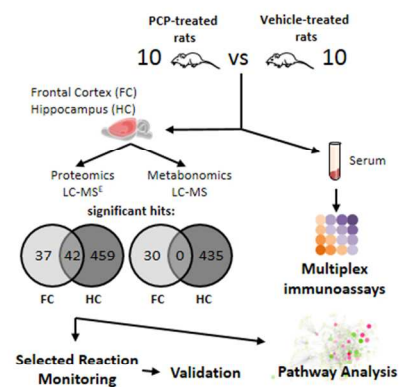 PCP-treated
rats
Vehicle-treated
rats
10 vs 10
Frontal Cortex (FC)
Hippocampus (HC)
Serum
Proteomics
LC-MSᴱ
Metabonomics
LC-MS
significant hits:
37 42 459
30 0 435
FC HC FC HC
Multiplex
immunoassays
Selected Reaction
Monitoring
Validation
Pathway Analysis